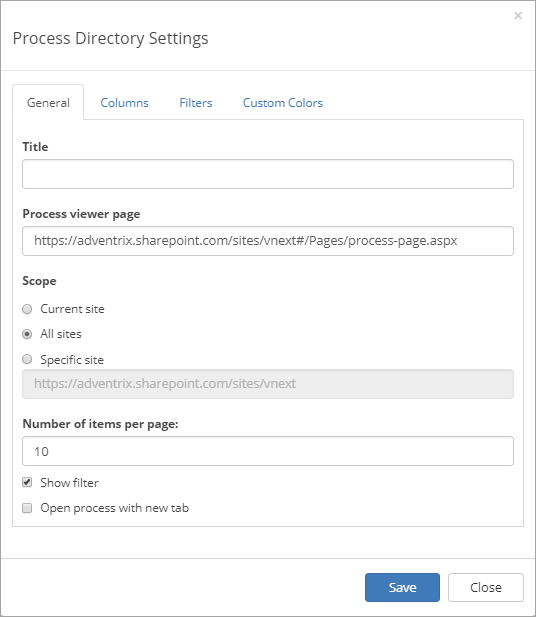 ×
Process Directory Settings
General Columns Filters Custom Colors
Title
Process viewer page
https://adventrix.sharepoint.com/sites/vnext#/Pages/process-page.aspx
Scope
Current site
All sites
Specific site
https://adventrix.sharepoint.com/sites/vnext
Number of items per page:
10
Show filter
Open process with new tab
Save Close